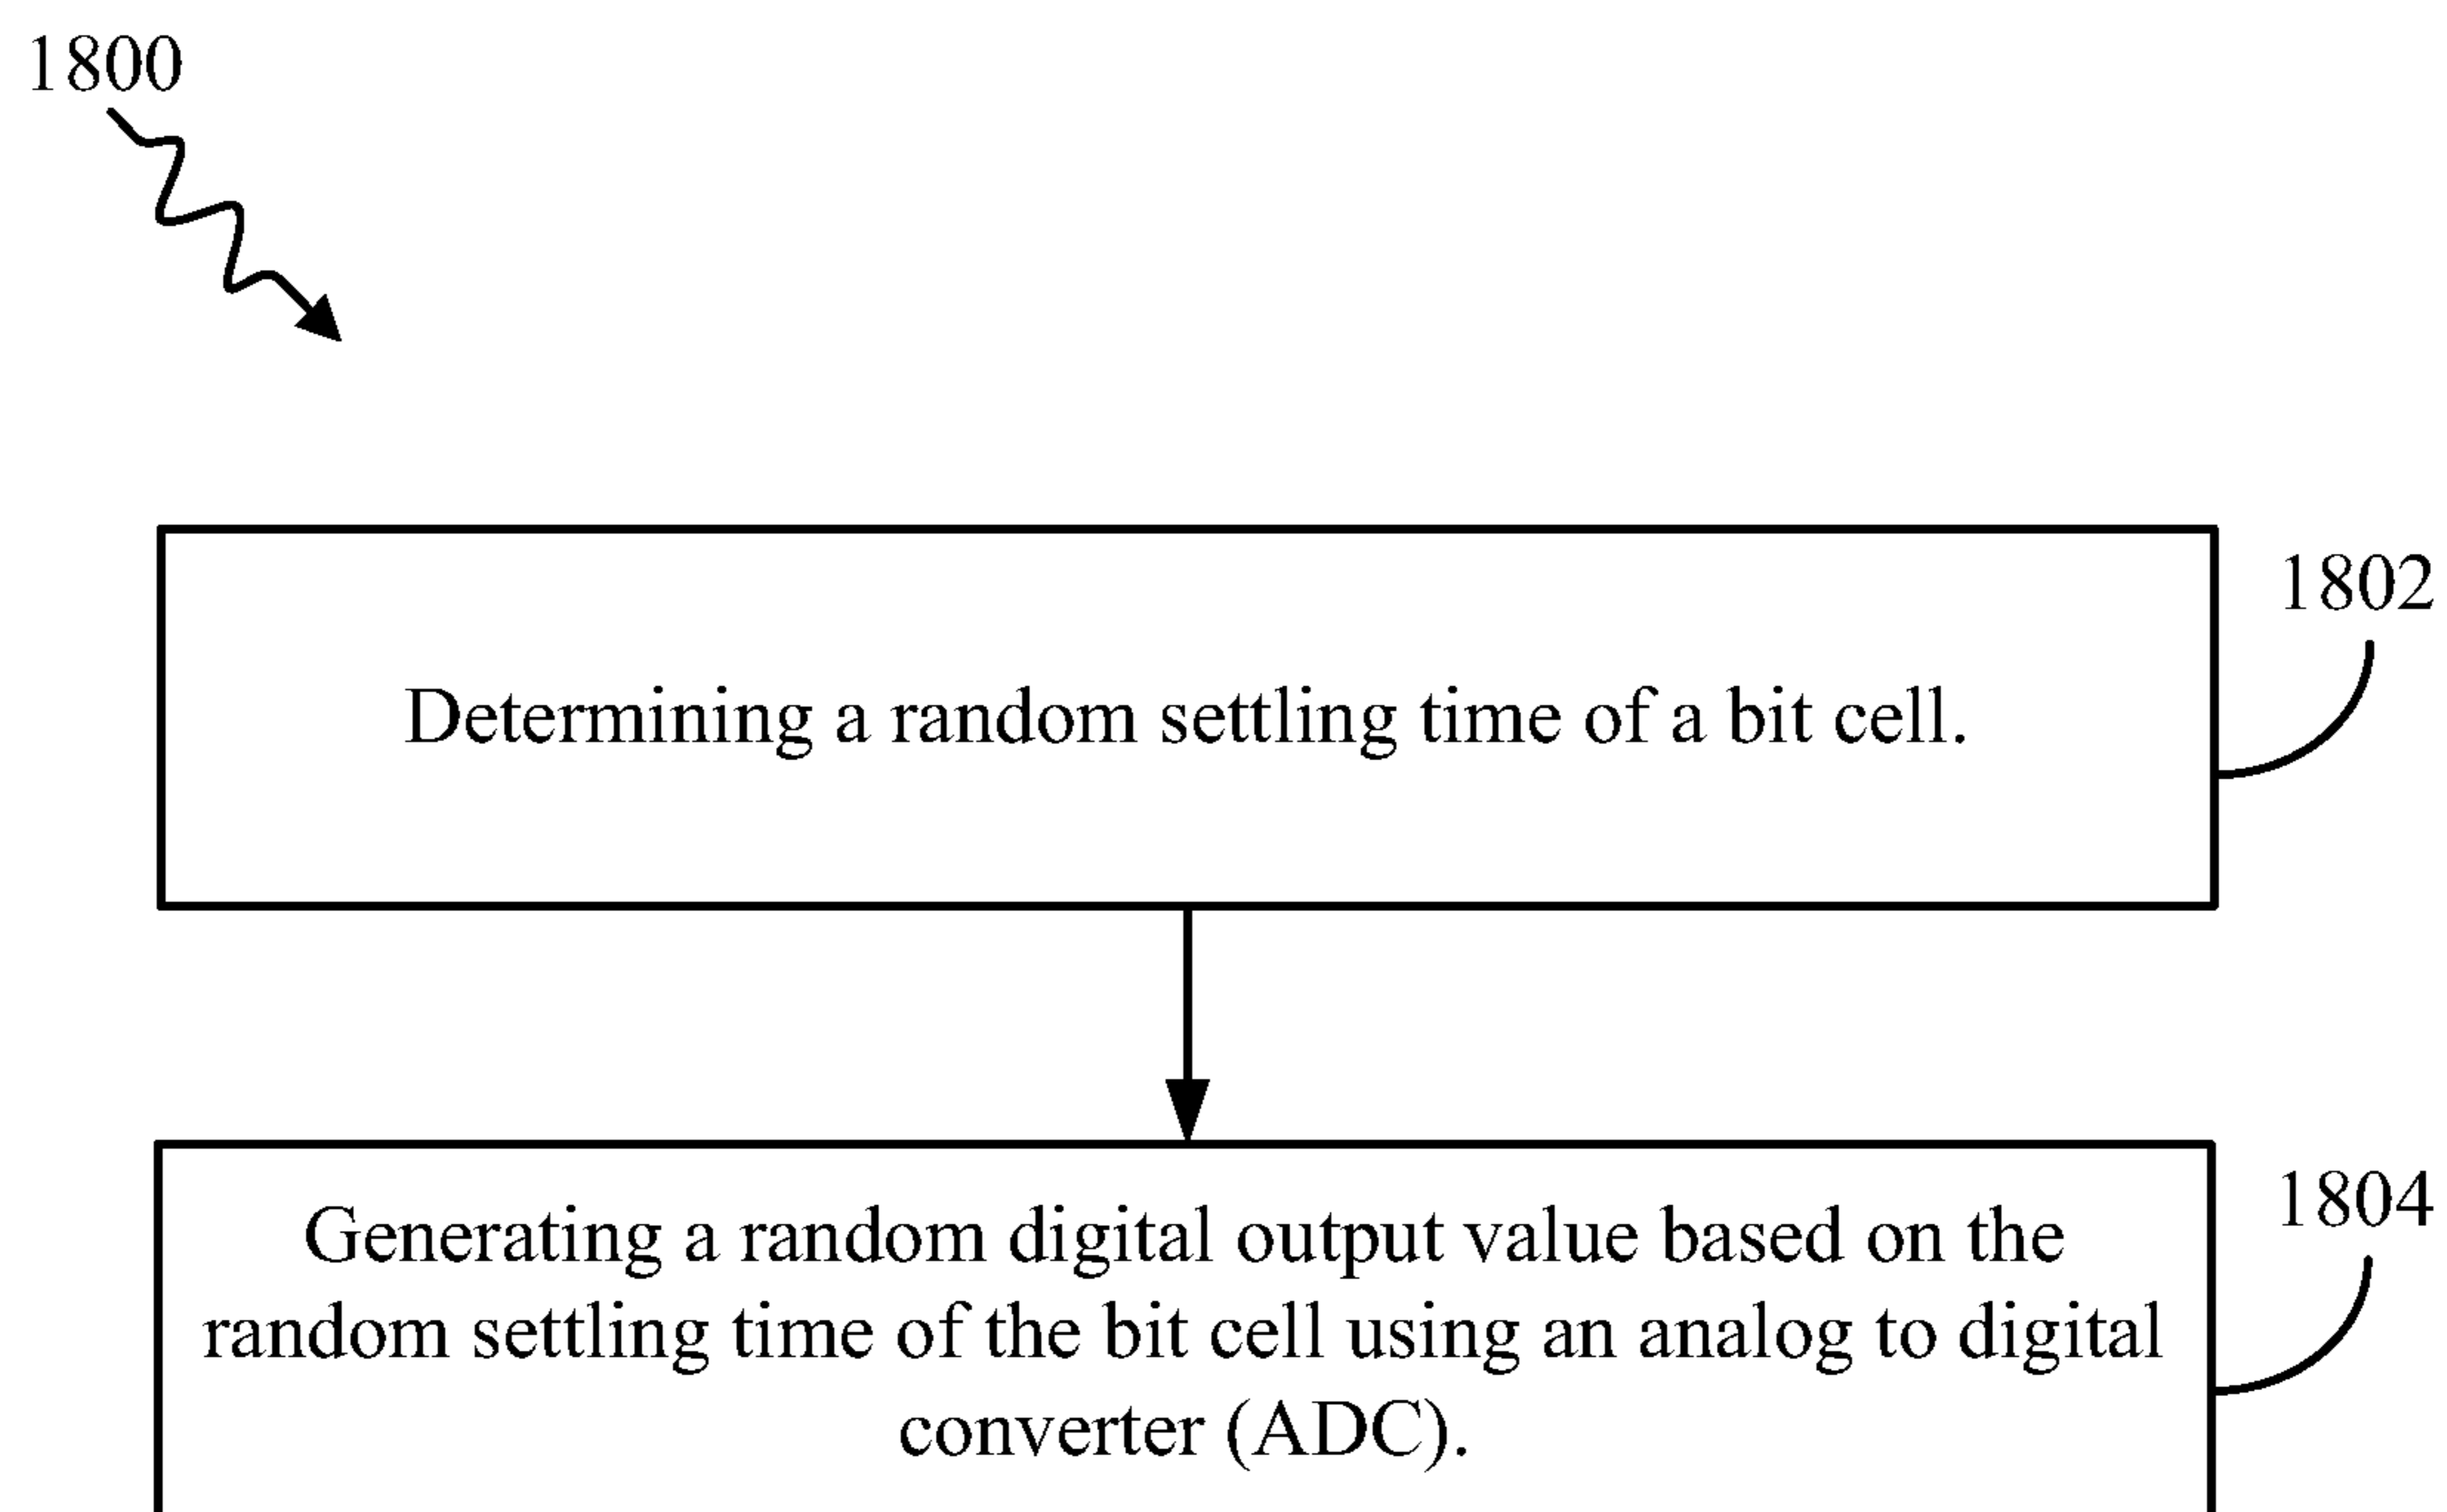 1800
1802
Determining a random settling time of a bit cell.
1804
Generating a random digital output value based on the
random settling time of the bit cell using an analog to digital
converter (ADC).